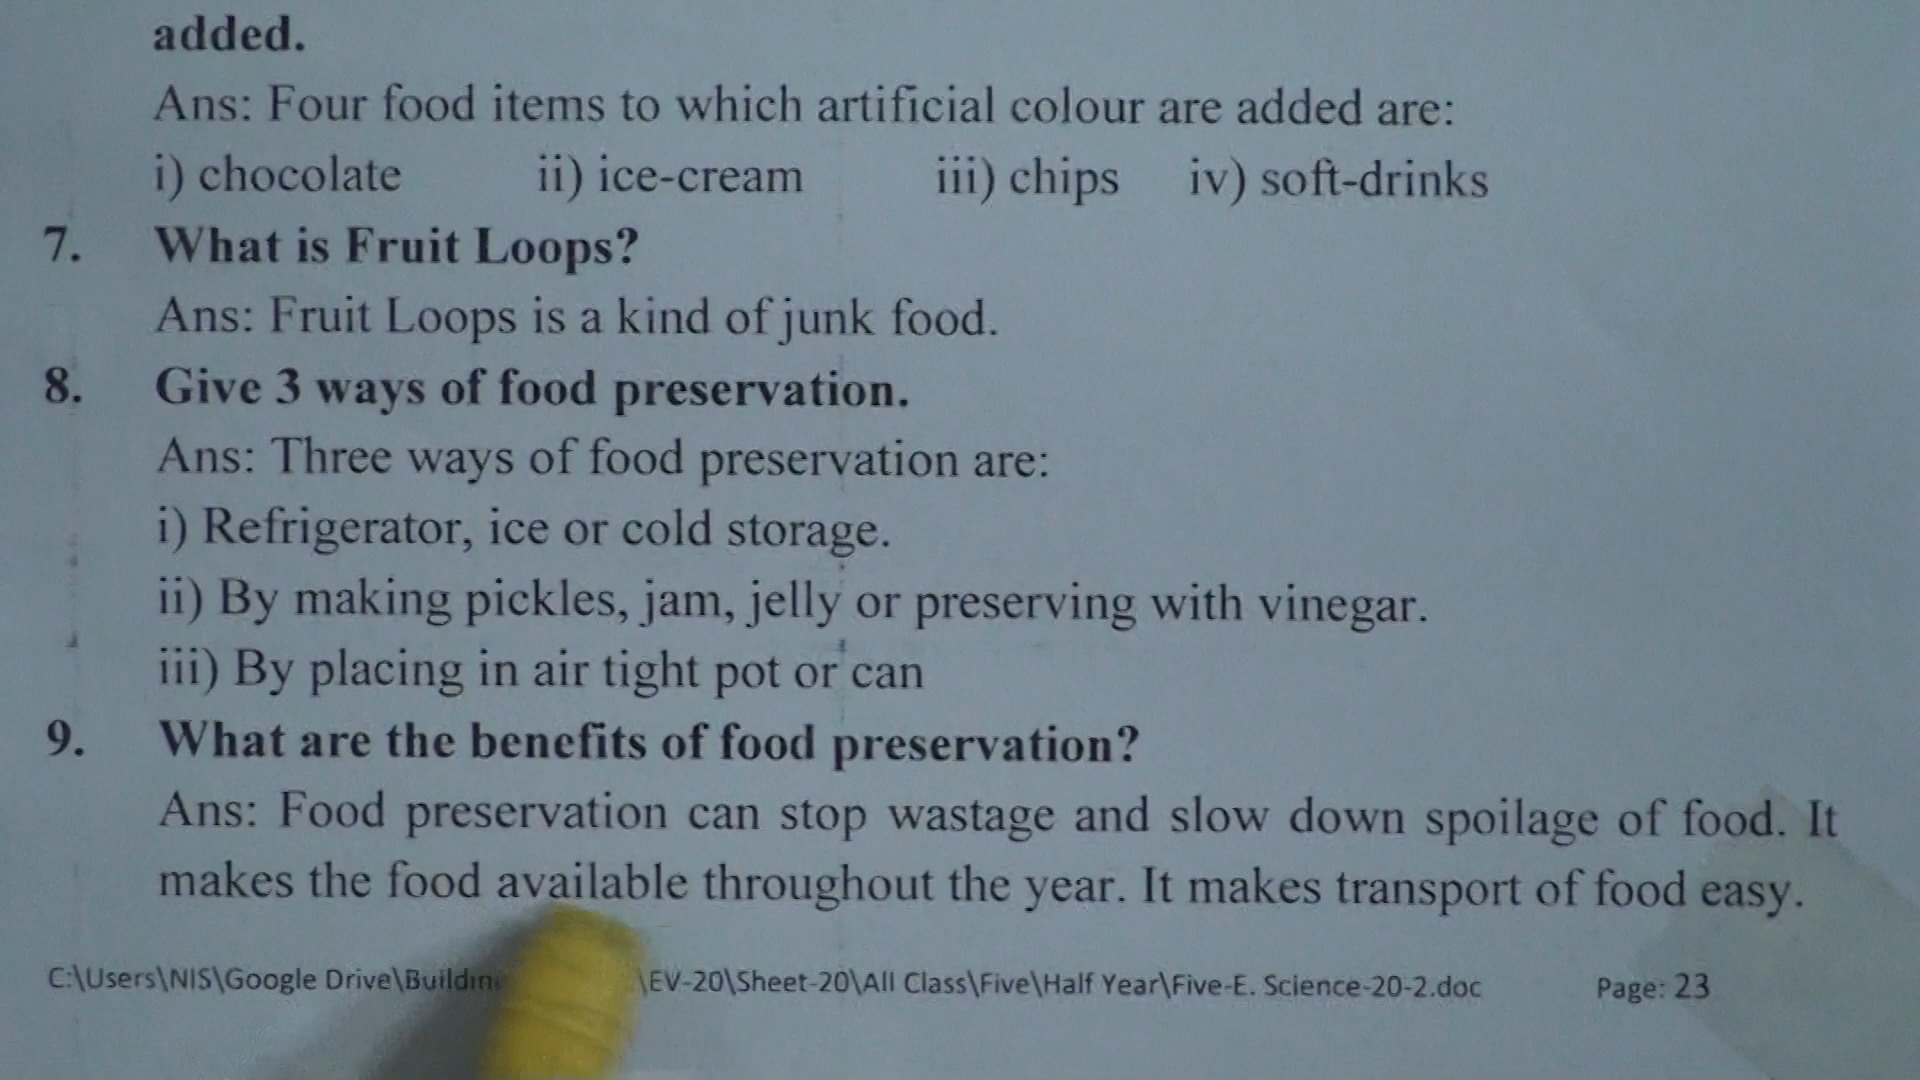 added.
Ans: Four food items to which artificial colour are added are:
i) chocolate ii) ice-cream iii) chips iv) soft-drinks
7. What is Fruit Loops?
Ans: Fruit Loops is a kind of junk food.
8. Give 3 ways of food preservation.
Ans: Three ways of food preservation are:
i) Refrigerator, ice or cold storage.
ii) By making pickles, jam, jelly or preserving with vinegar.
iii) By placing in air tight pot or can
9. What are the benefits of food preservation?
Ans: Food preservation can stop wastage and slow down spoilage of food. It
makes the food available throughout the year. It makes transport of food easy.
C:\Users\NIS\Google Drive\ \EV-20\Sheet-20\All Class\Five\Half Year\Five-E. Science-20-2.doc Page: 23